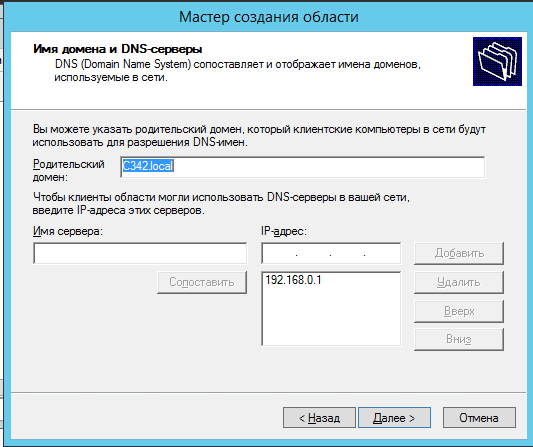 Мастер создания области
Имя домена и DNS-серверы
DNS (Domain Name System) сопоставляет и отображает имена доменов,
используемые в сети.
Вы можете указать родительский домен, который клиентские компьютеры в сети будут
использовать для разрешения DNS-имен.
Родительский
домен:
C342.local
Чтобы клиенты области могли использовать DNS-серверы в вашей сети,
введите IP-адреса этих серверов.
Имя сервера:
IP-адрес:
. . .
Добавить
Сопоставить
192.168.0.1
Удалить
Вверх
Вниз
< Назад
Далее >
Отмена